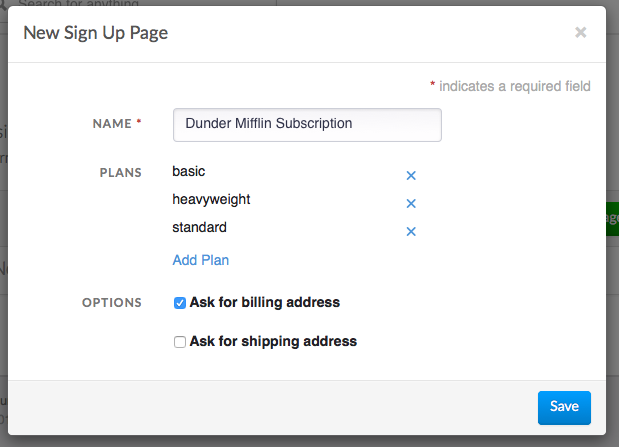 Search for anything
New Sign Up Page ×
* indicates a required field
NAME * Dunder Mifflin Subscription
PLANS basic ×
heavyweight ×
standard ×
Add Plan
OPTIONS Ask for billing address
Ask for shipping address
Save